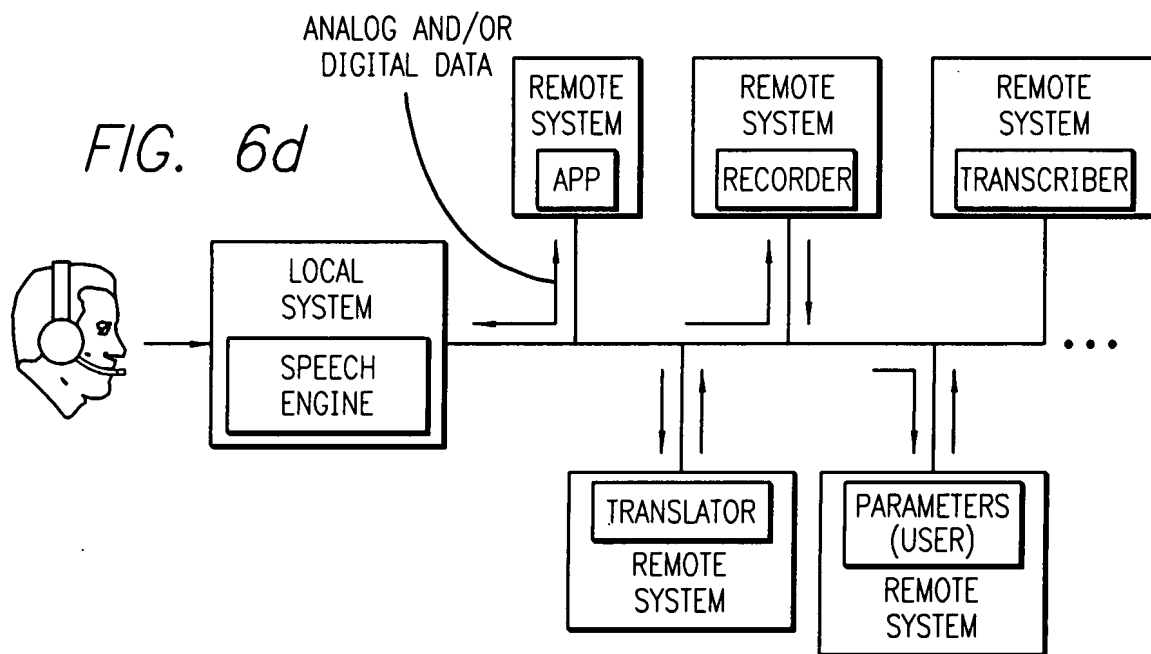 ANALOG AND/OR
DIGITAL DATA
FIG. 6d
REMOTE
SYSTEM
APP
REMOTE
SYSTEM
RECORDER
REMOTE
SYSTEM
TRANSCRIBER
LOCAL
SYSTEM
SPEECH
ENGINE
TRANSLATOR
REMOTE
SYSTEM
PARAMETERS
(USER)
REMOTE
SYSTEM